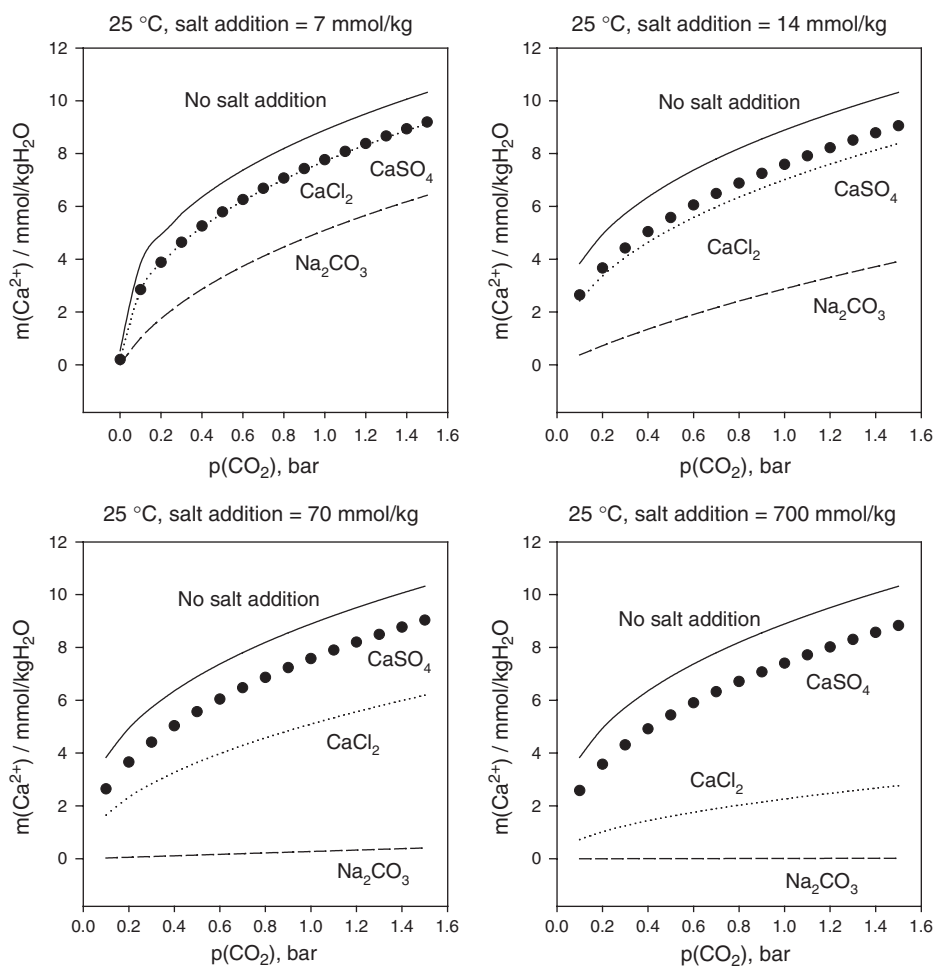 25 °C, salt addition = 7 mmol/kg
12
10
8
6
4
2
0
m(Ca²⁺) / mmol/kgH₂O
No salt addition
CaSO₄
CaCl₂
Na₂CO₃
0.0 0.2 0.4 0.6 0.8 1.0 1.2 1.4 1.6
p(CO₂), bar
25 °C, salt addition = 14 mmol/kg
12
10
8
6
4
2
0
m(Ca²⁺) / mmol/kgH₂O
No salt addition
CaSO₄
CaCl₂
Na₂CO₃
0.0 0.2 0.4 0.6 0.8 1.0 1.2 1.4 1.6
p(CO₂), bar
25 °C, salt addition = 70 mmol/kg
12
10
8
6
4
2
0
m(Ca²⁺) / mmol/kgH₂O
No salt addition
CaSO₄
CaCl₂
Na₂CO₃
0.0 0.2 0.4 0.6 0.8 1.0 1.2 1.4 1.6
p(CO₂), bar
25 °C, salt addition = 700 mmol/kg
12
10
8
6
4
2
0
m(Ca²⁺) / mmol/kgH₂O
No salt addition
CaSO₄
CaCl₂
Na₂CO₃
0.0 0.2 0.4 0.6 0.8 1.0 1.2 1.4 1.6
p(CO₂), bar